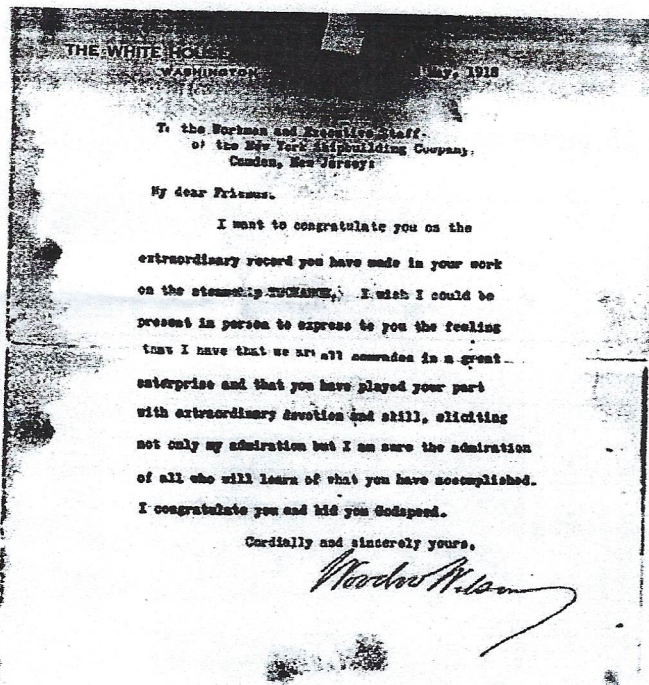 THE WHITE HOUSE
WASHINGTON
May, 1918
To the Workmen and Executive Staff.
of the New York Shipbuilding Company.
Camden, New Jersey:
My dear Friends.
I want to congratulate you on the
extraordinary record you have made in your work
on the steamship TUCKAHOE. I wish I could be
present in person to express to you the feeling
that I have that we are all comrades in a great
enterprise and that you have played your part
with extraordinary devotion and skill, eliciting
not only my admiration but I am sure the admiration
of all who will learn of what you have accomplished.
I congratulate you and bid you Godspeed.
Cordially and sincerely yours,
Woodrow Wilson